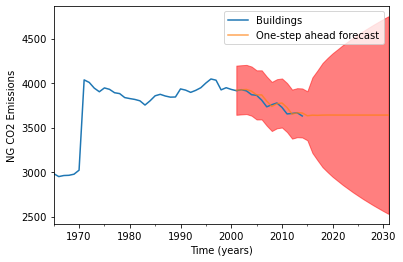 Buildings
One-step ahead forecast
NG CO2 Emissions
4500
4000
3500
3000
2500
1970 1980 1990 2000 2010 2020 2030
Time (years)